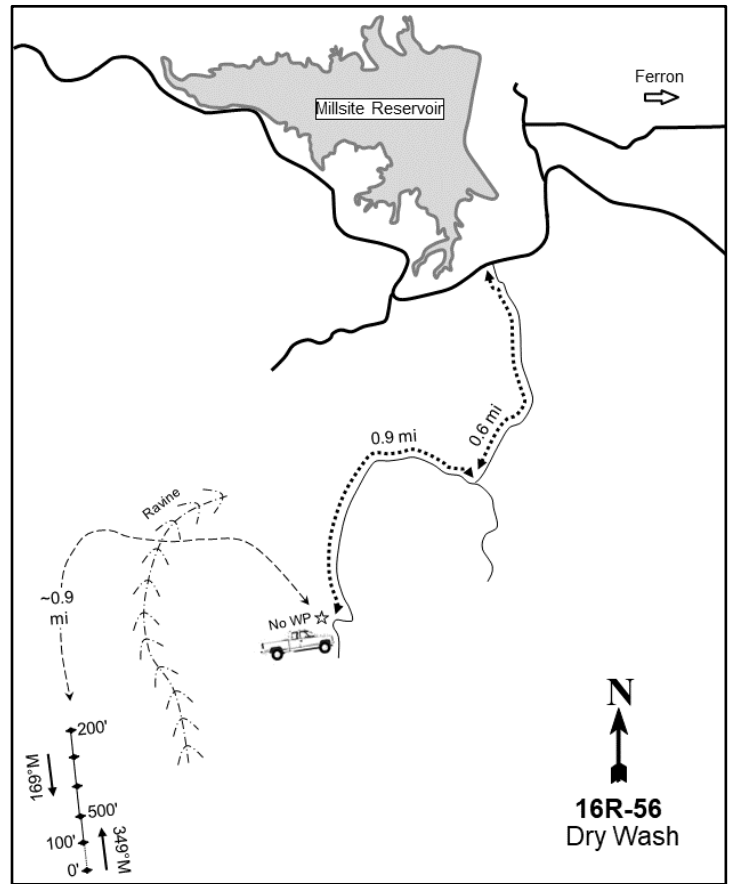 Ferron
Millsite Reservoir
0.6 mi
0.9 mi
Ravine
~0.9
mi
No WP
200'
169°M
500'
100'
349°M
0'
N
16R-56
Dry Wash